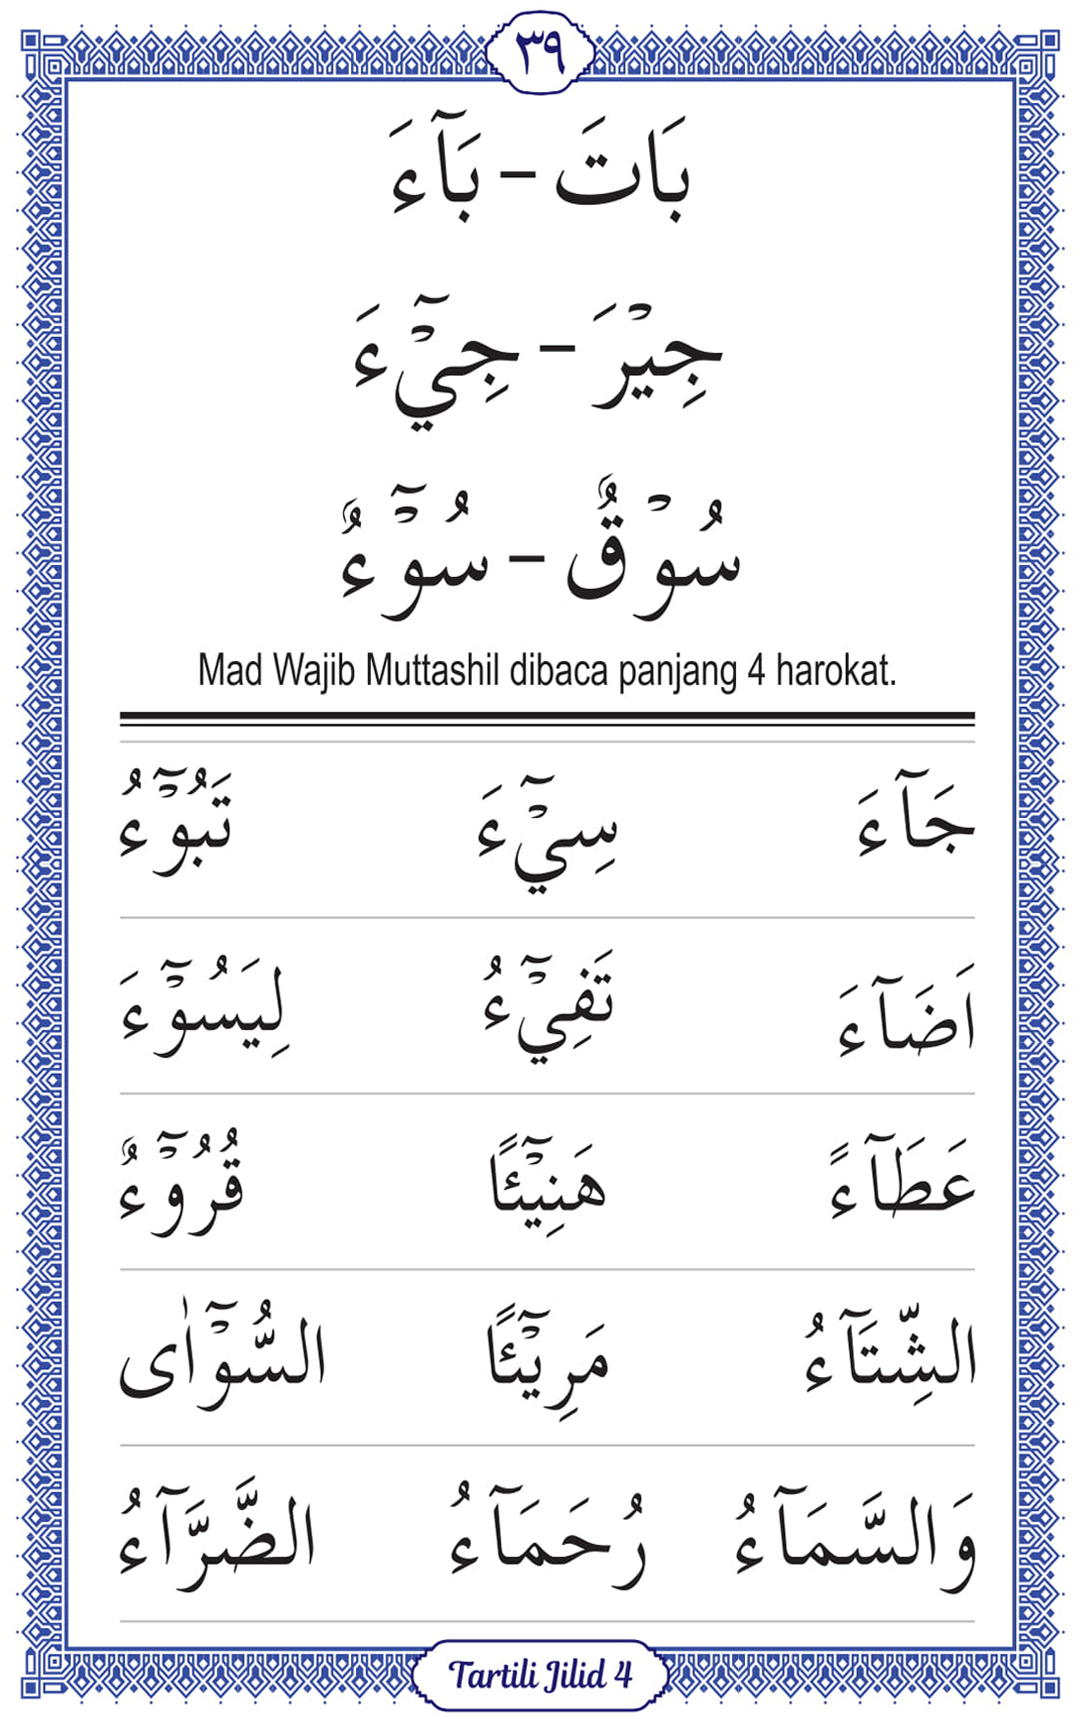 ٣٩
بَاتَ - بَآءَ
جِيْرَ - جِيْٓءَ
سُوْقٌ - سُوْٓءٌ
Mad Wajib Muttashil dibaca panjang 4 harokat.
جَآءَ سِيْٓءَ تَبُوْٓءُ
اَضَآءَ تَفِيْٓءُ لِيَسُوْٓءَ
عَطَآءً هَنِيْٓئًا قُرُوْٓءٌ
الشِّتَآءُ مَرِيْٓئًا السُّوْٓاٰى
وَالسَّمَآءُ رُحَمَآءُ الضَّرَّآءُ
Tartili Jilid 4